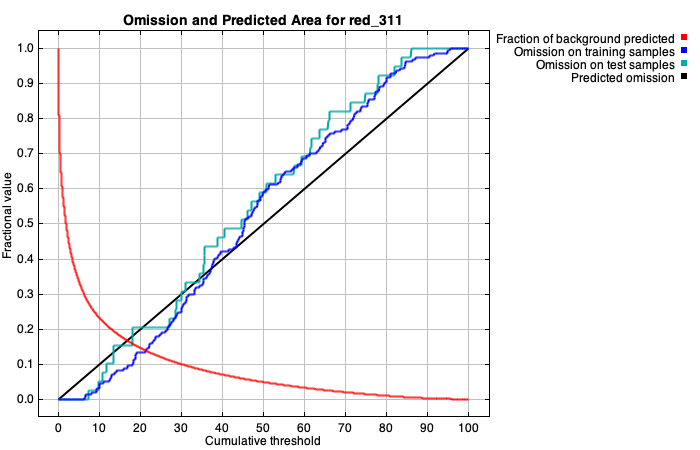 Omission and Predicted Area for red_311
Fraction of background predicted
Omission on training samples
Omission on test samples
Predicted omission
1.0
0.9
0.8
0.7
0.6
0.5
0.4
0.3
0.2
0.1
0.0
Fractional value
0 10 20 30 40 50 60 70 80 90 100
Cumulative threshold